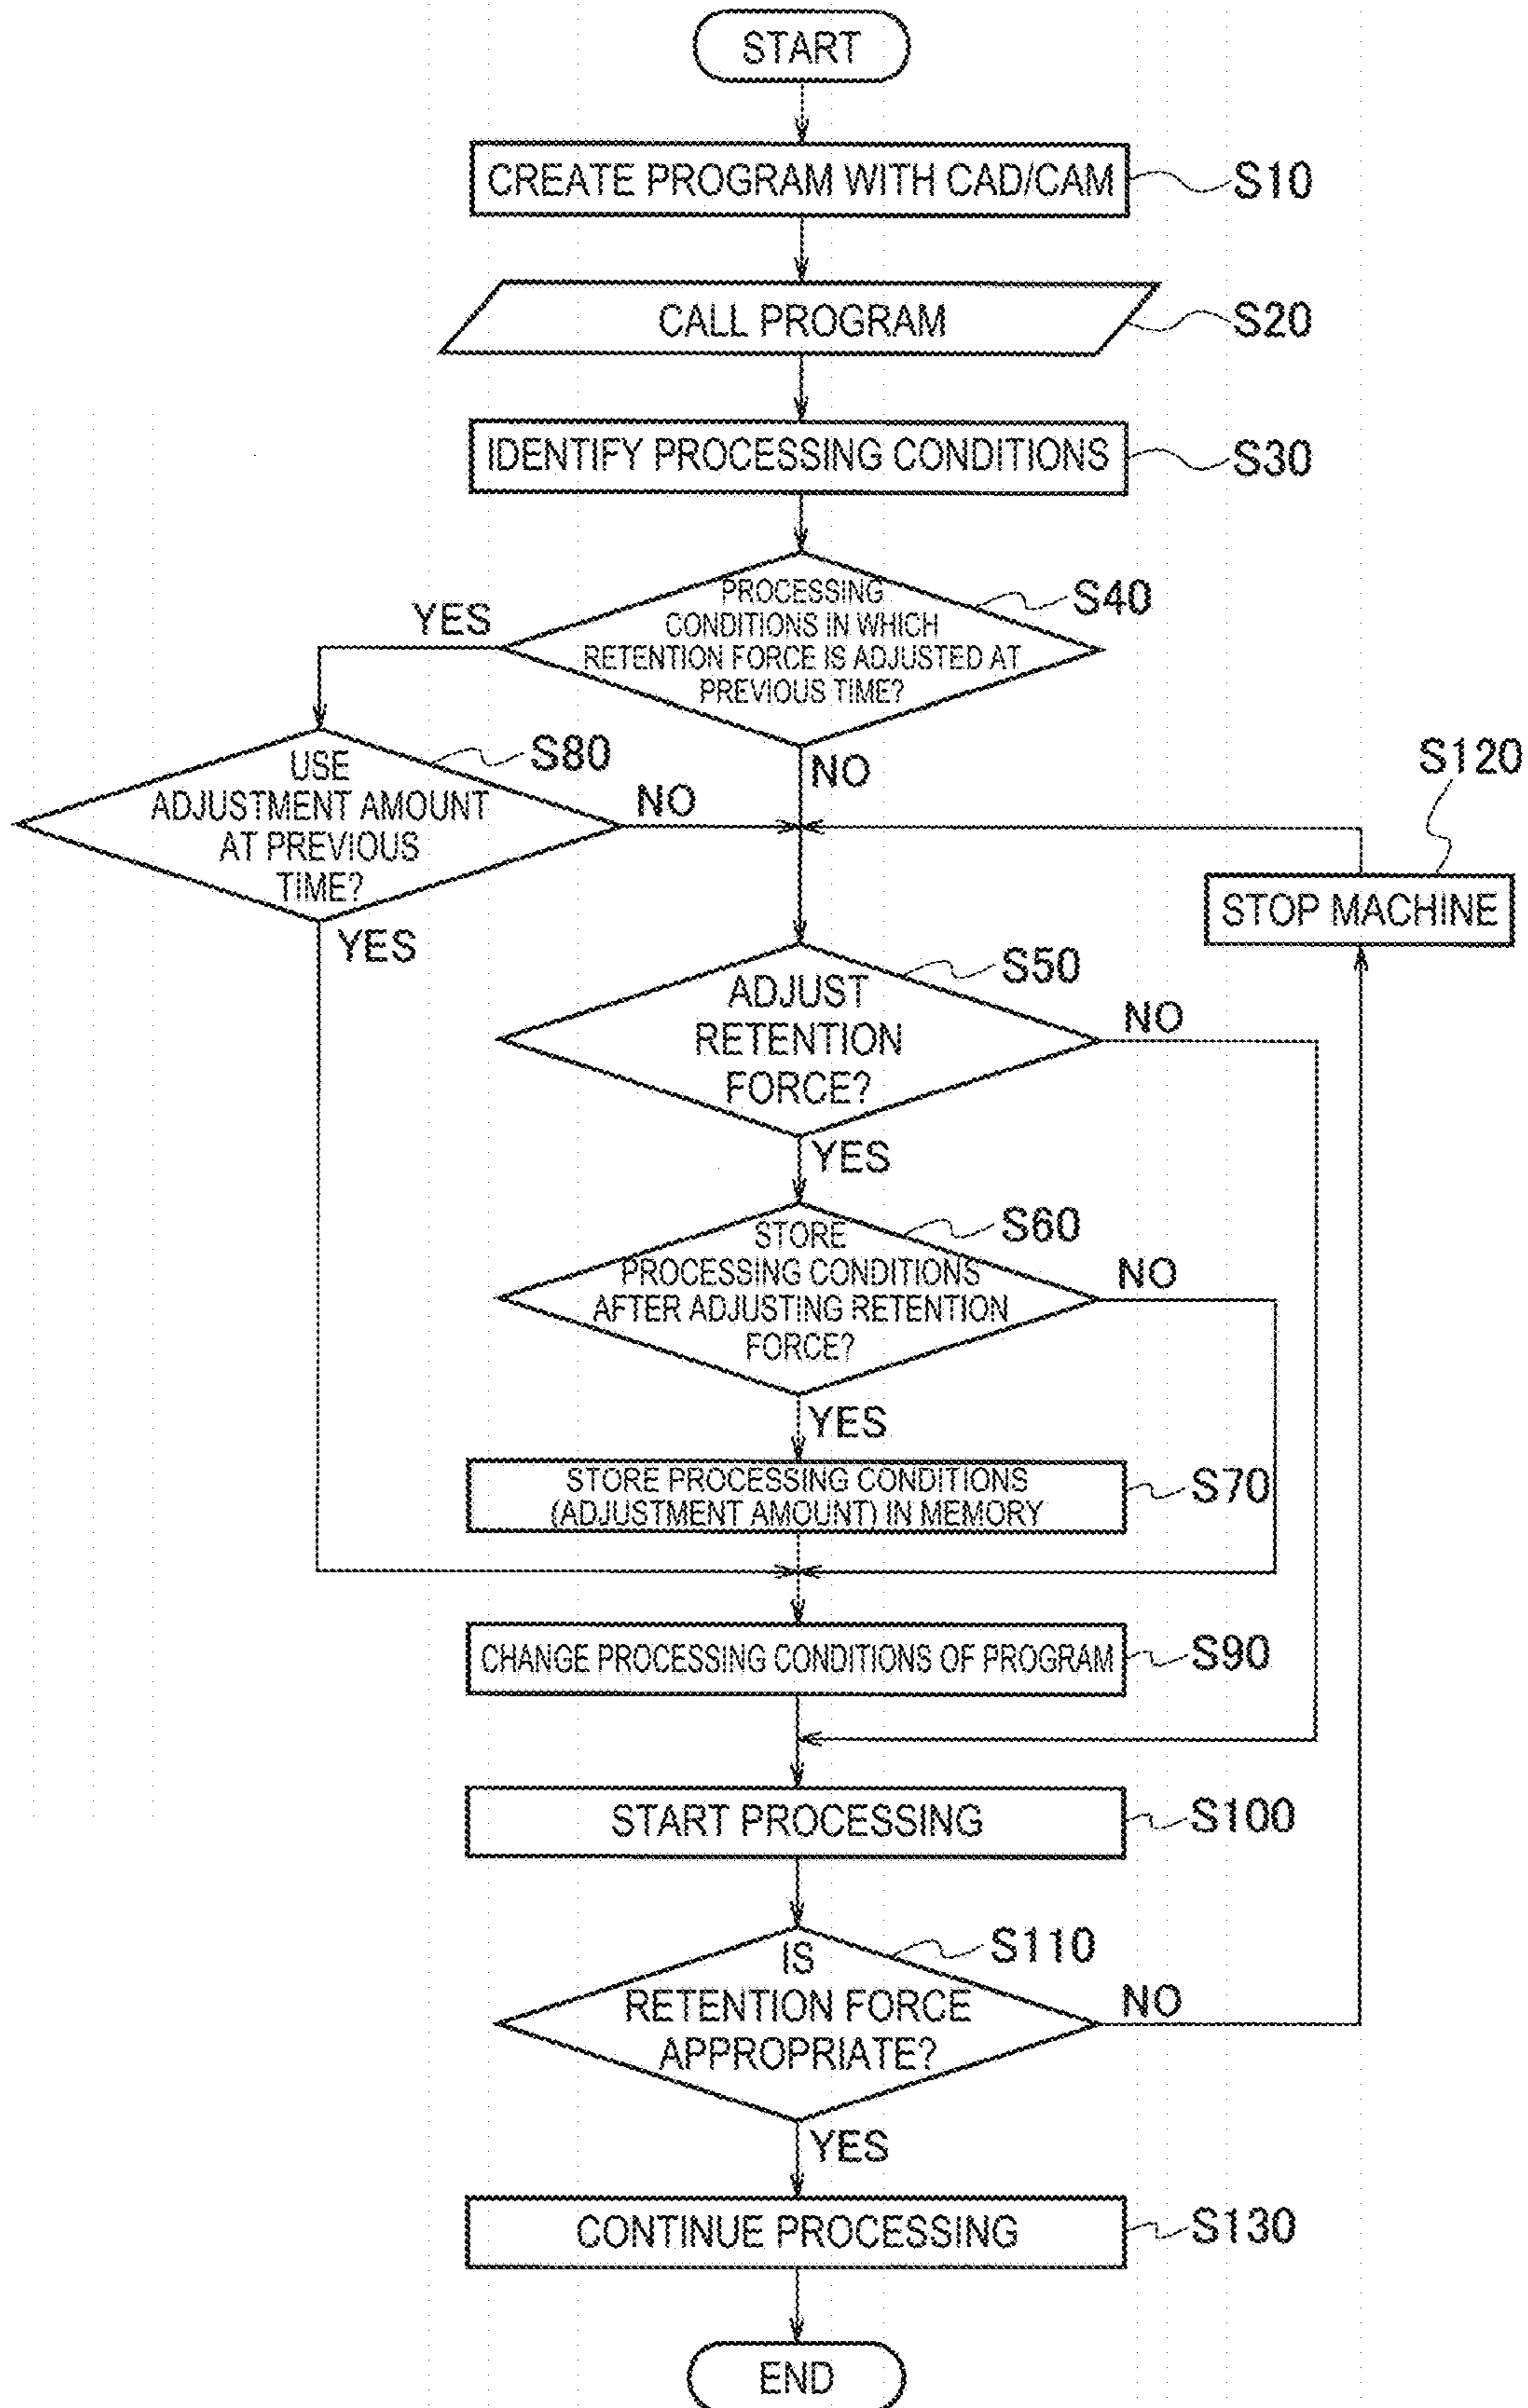 START
CREATE PROGRAM WITH CAD/CAM
S10
CALL PROGRAM
S20
IDENTIFY PROCESSING CONDITIONS
S30
PROCESSING
CONDITIONS IN WHICH
RETENTION FORCE IS ADJUSTED AT
PREVIOUS TIME?
S40
YES
NO
USE
ADJUSTMENT AMOUNT
AT PREVIOUS
TIME?
S80
NO
YES
S120
STOP MACHINE
ADJUST
RETENTION
FORCE?
S50
NO
YES
STORE
PROCESSING CONDITIONS
AFTER ADJUSTING RETENTION
FORCE?
S60
NO
YES
STORE PROCESSING CONDITIONS
(ADJUSTMENT AMOUNT) IN MEMORY
S70
CHANGE PROCESSING CONDITIONS OF PROGRAM
S90
START PROCESSING
S100
IS
RETENTION FORCE
APPROPRIATE?
S110
NO
YES
CONTINUE PROCESSING
S130
END